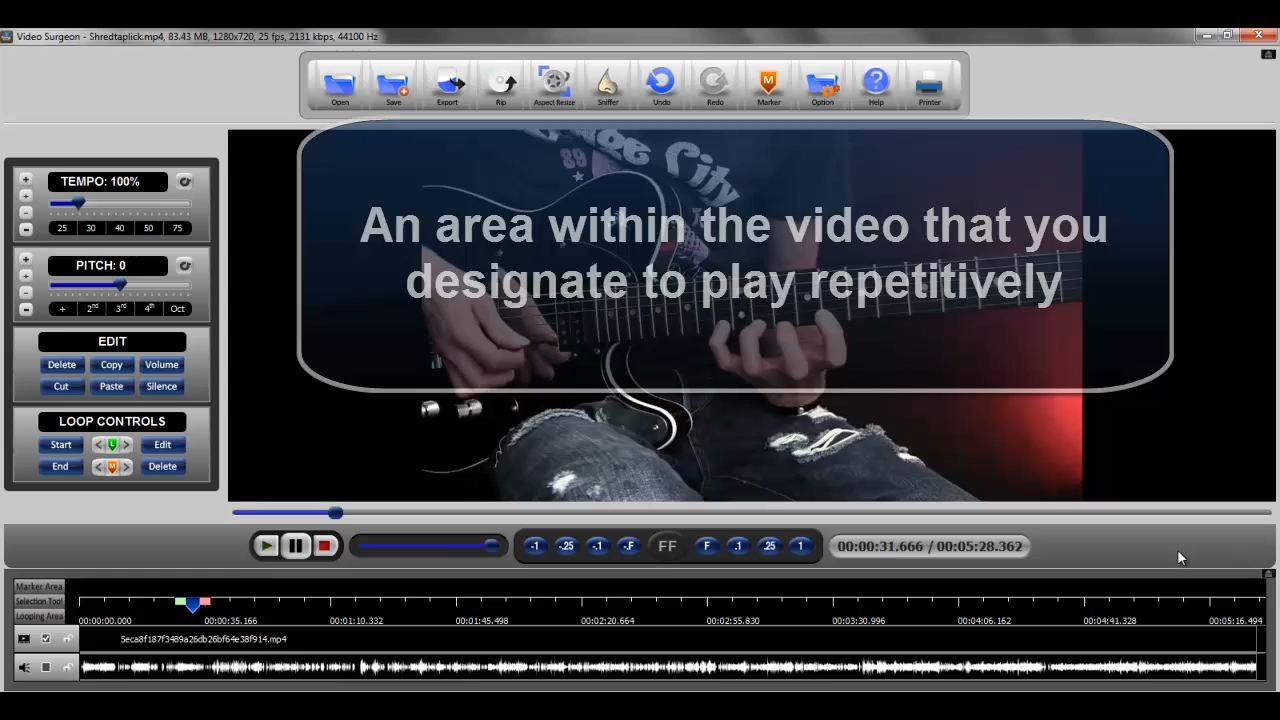 Video Surgeon - Shredtaplick.mp4, 83.43 MB, 1280x720, 25 fps, 2131 kbps, 44100 Hz
Open Save Export Rip Aspect Resize Sniffer Undo Redo Marker Option Help Printer
M
?
89
City
An area within the video that you
designate to play repetitively
TEMPO: 100%
25 30 40 50 75
PITCH: 0
+ 2nd 3rd 4th Oct
EDIT
Delete Copy Volume
Cut Paste Silence
LOOP CONTROLS
Start < L > Edit
End < M > Delete
-1 -.25 -.1 -.F FF F .1 .25 1 00:00:31.666 / 00:05:28.362
Marker Area
Selection Tool
Looping Area
00:00:00.000 00:00:35.166 00:01:10.332 00:01:45.498 00:02:20.664 00:02:55.830 00:03:30.996 00:04:06.162 00:04:41.328 00:05:16.494
5eca8f187f3489a26db26bf64e38f914.mp4